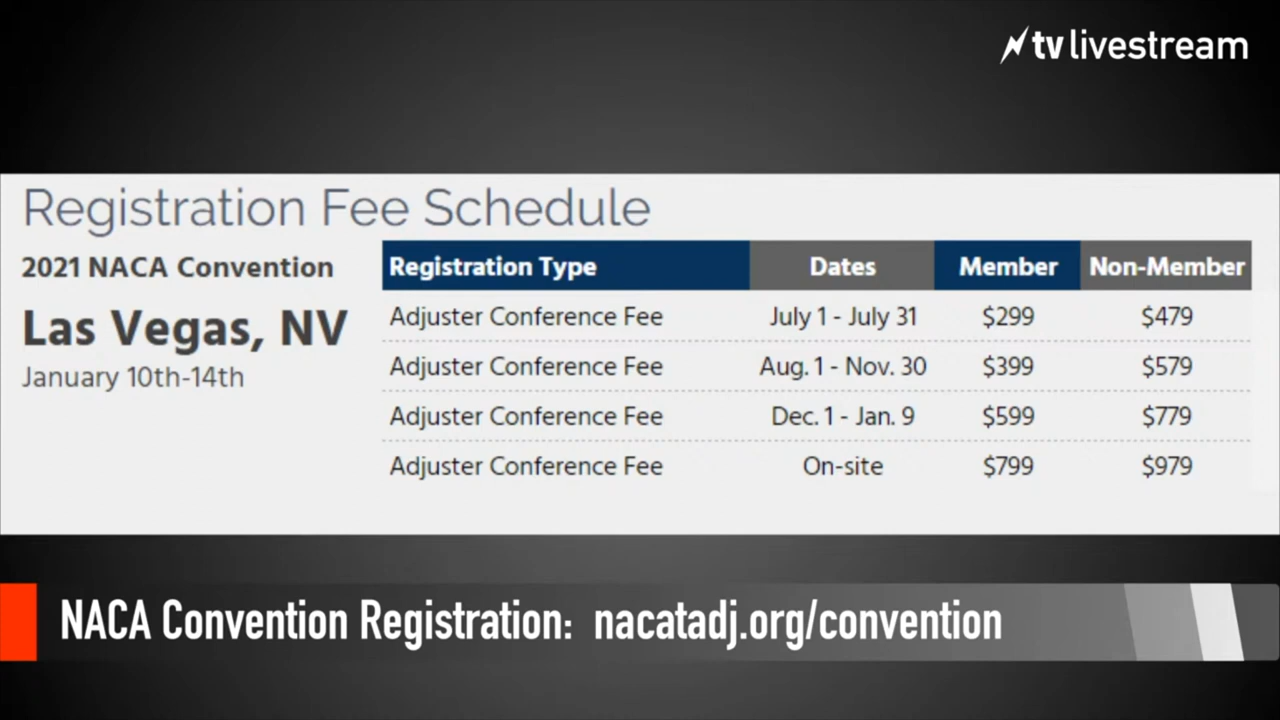 tv livestream
Registration Fee Schedule
2021 NACA Convention
Las Vegas, NV
January 10th-14th
Registration Type Dates Member Non-Member
Adjuster Conference Fee July 1 - July 31 $299 $479
Adjuster Conference Fee Aug. 1 - Nov. 30 $399 $579
Adjuster Conference Fee Dec. 1 - Jan. 9 $599 $779
Adjuster Conference Fee On-site $799 $979
NACA Convention Registration: nacatadj.org/convention